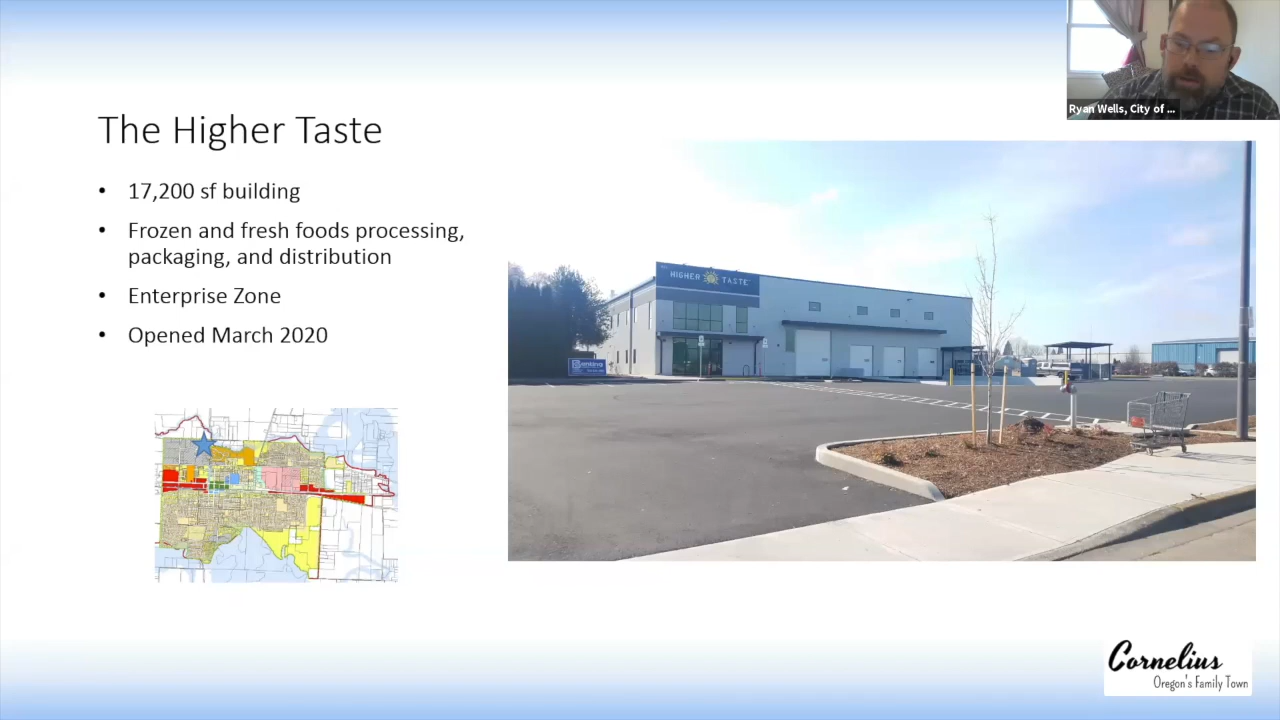 Ryan Wells, City of ...
The Higher Taste
• 17,200 sf building
• Frozen and fresh foods processing,
packaging, and distribution
• Enterprise Zone
• Opened March 2020
HIGHER TASTE
Cornelius
Oregon's Family Town